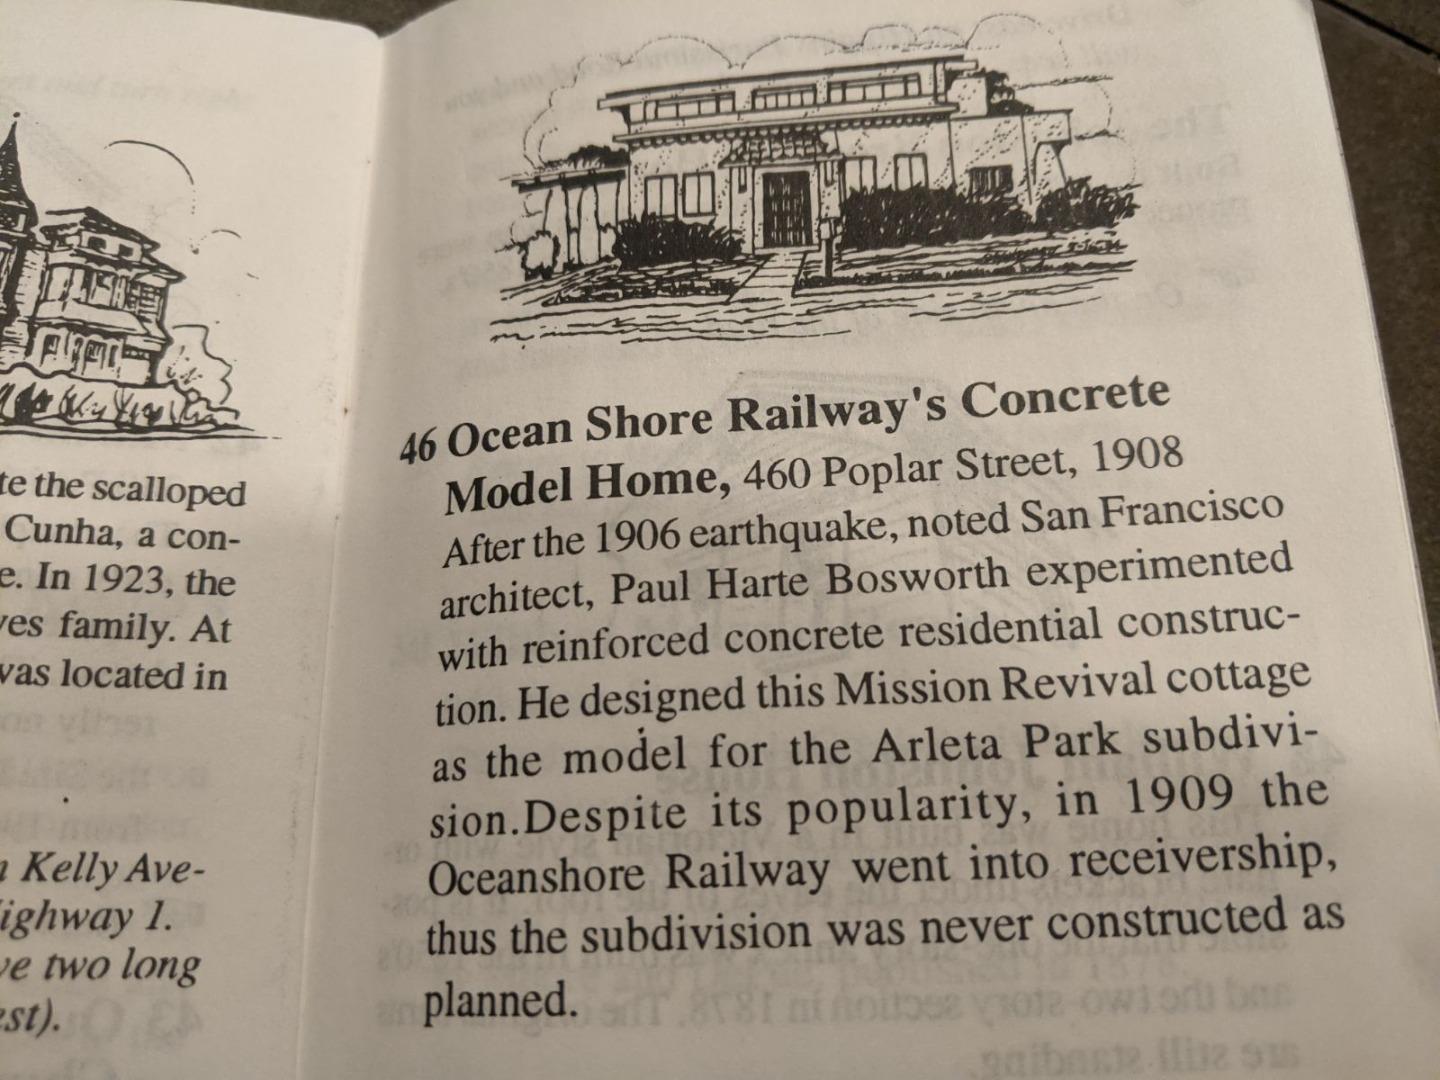 te the scalloped
Cunha, a con-
e. In 1923, the
ves family. At
was located in
Kelly Ave-
ighway 1.
ve two long
est).
46 Ocean Shore Railway's Concrete
Model Home, 460 Poplar Street, 1908
After the 1906 earthquake, noted San Francisco
architect, Paul Harte Bosworth experimented
with reinforced concrete residential construc-
tion. He designed this Mission Revival cottage
as the model for the Arleta Park subdivi-
sion.Despite its popularity, in 1909 the
Oceanshore Railway went into receivership,
thus the subdivision was never constructed as
planned.